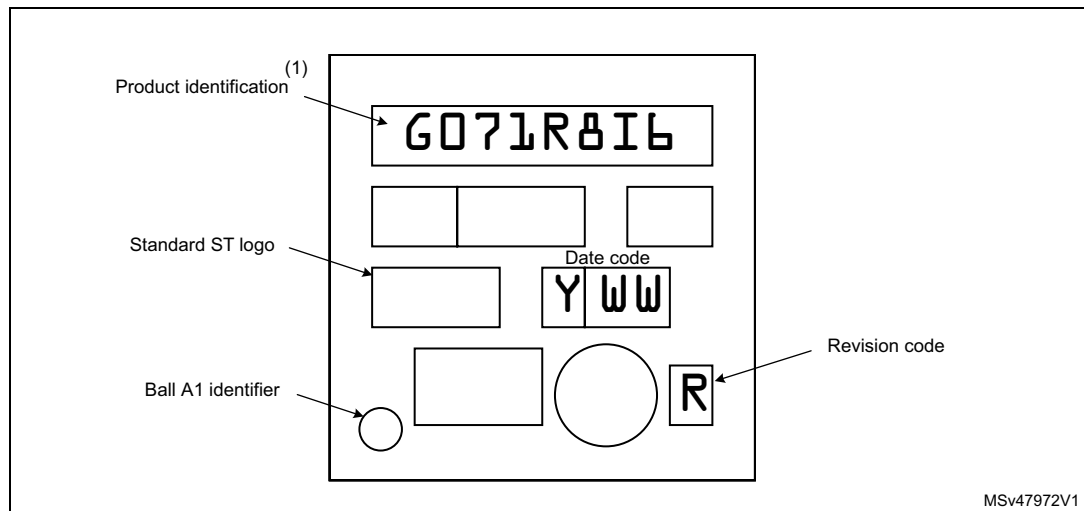 (1)
Product identification
G071R8I6
Standard ST logo
Date code
Y WW
Revision code
Ball A1 identifier
R
MSv47972V1